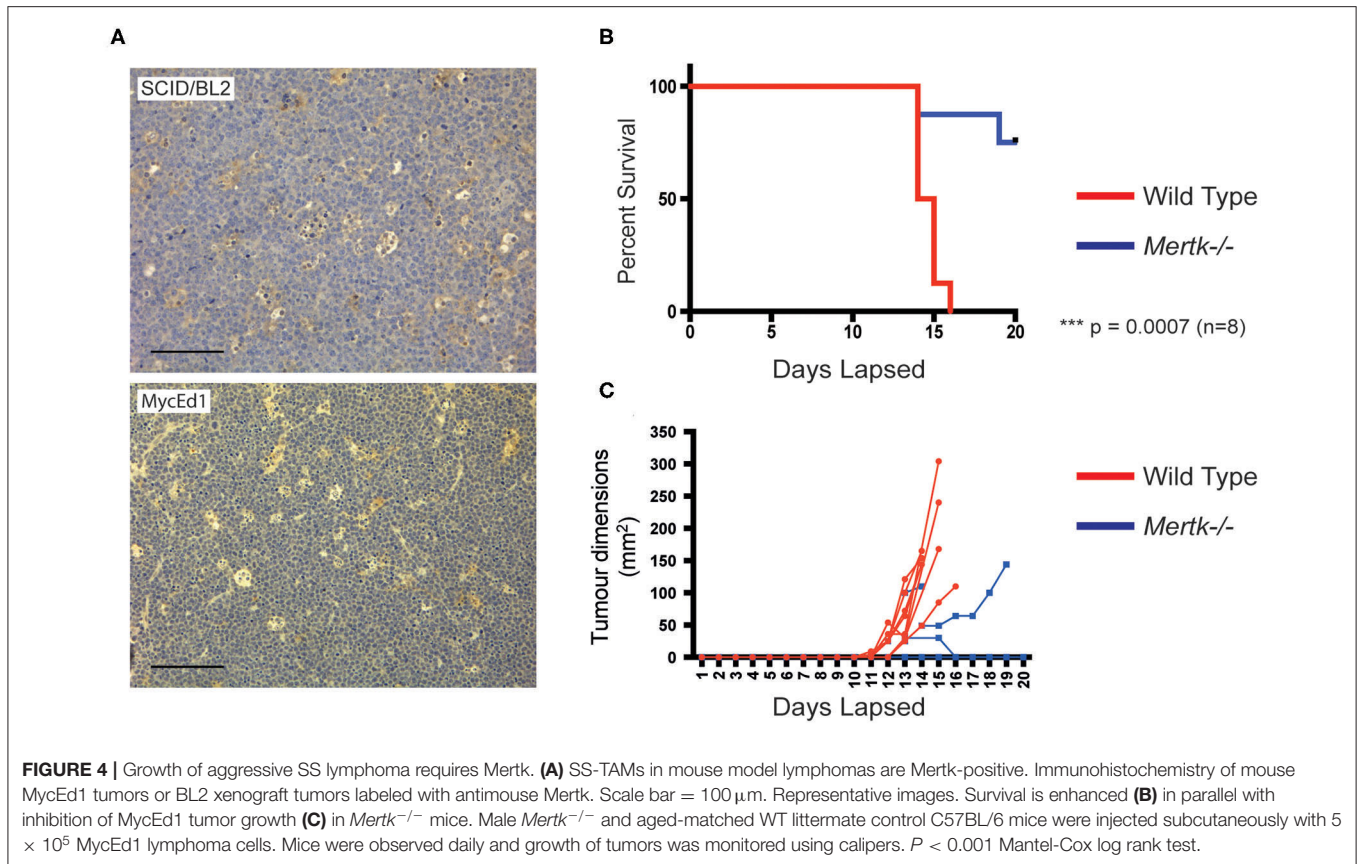 A
SCID/BL2
MycEd1
B
Percent Survival
100
50
0
0 5 10 15 20
Days Lapsed
Wild Type
Mertk-/-
*** p = 0.0007 (n=8)
C
Tumour dimensions
(mm²)
350
300
250
200
150
100
50
0
1 2 3 4 5 6 7 8 9 10 11 12 13 14 15 16 17 18 19 20
Days Lapsed
Wild Type
Mertk-/-
FIGURE 4 | Growth of aggressive SS lymphoma requires Mertk. (A) SS-TAMs in mouse model lymphomas are Mertk-positive. Immunohistochemistry of mouse
MycEd1 tumors or BL2 xenograft tumors labeled with antimouse Mertk. Scale bar = 100 μm. Representative images. Survival is enhanced (B) in parallel with
inhibition of MycEd1 tumor growth (C) in Mertk⁻/⁻ mice. Male Mertk⁻/⁻ and aged-matched WT littermate control C57BL/6 mice were injected subcutaneously with 5
× 10⁵ MycEd1 lymphoma cells. Mice were observed daily and growth of tumors was monitored using calipers. P < 0.001 Mantel-Cox log rank test.